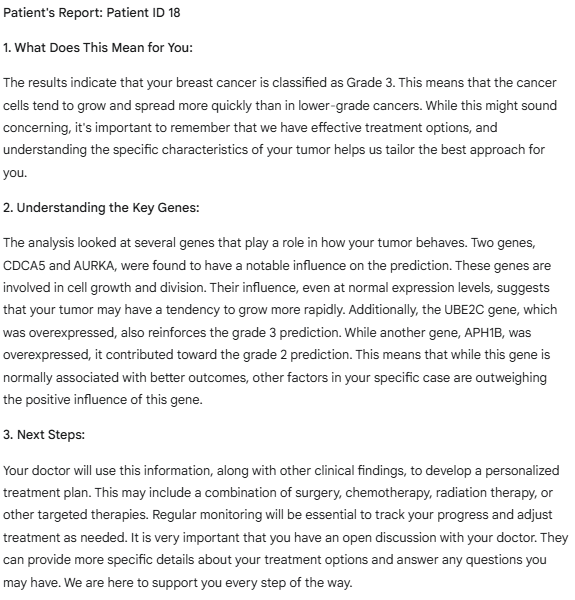 Patient's Report: Patient ID 18
1. What Does This Mean for You:
The results indicate that your breast cancer is classified as Grade 3. This means that the cancer
cells tend to grow and spread more quickly than in lower-grade cancers. While this might sound
concerning, it's important to remember that we have effective treatment options, and
understanding the specific characteristics of your tumor helps us tailor the best approach for
you.
2. Understanding the Key Genes:
The analysis looked at several genes that play a role in how your tumor behaves. Two genes,
CDCA5 and AURKA, were found to have a notable influence on the prediction. These genes are
involved in cell growth and division. Their influence, even at normal expression levels, suggests
that your tumor may have a tendency to grow more rapidly. Additionally, the UBE2C gene, which
was overexpressed, also reinforces the grade 3 prediction. While another gene, APH1B, was
overexpressed, it contributed toward the grade 2 prediction. This means that while this gene is
normally associated with better outcomes, other factors in your specific case are outweighing
the positive influence of this gene.
3. Next Steps:
Your doctor will use this information, along with other clinical findings, to develop a personalized
treatment plan. This may include a combination of surgery, chemotherapy, radiation therapy, or
other targeted therapies. Regular monitoring will be essential to track your progress and adjust
treatment as needed. It is very important that you have an open discussion with your doctor. They
can provide more specific details about your treatment options and answer any questions you
may have. We are here to support you every step of the way.